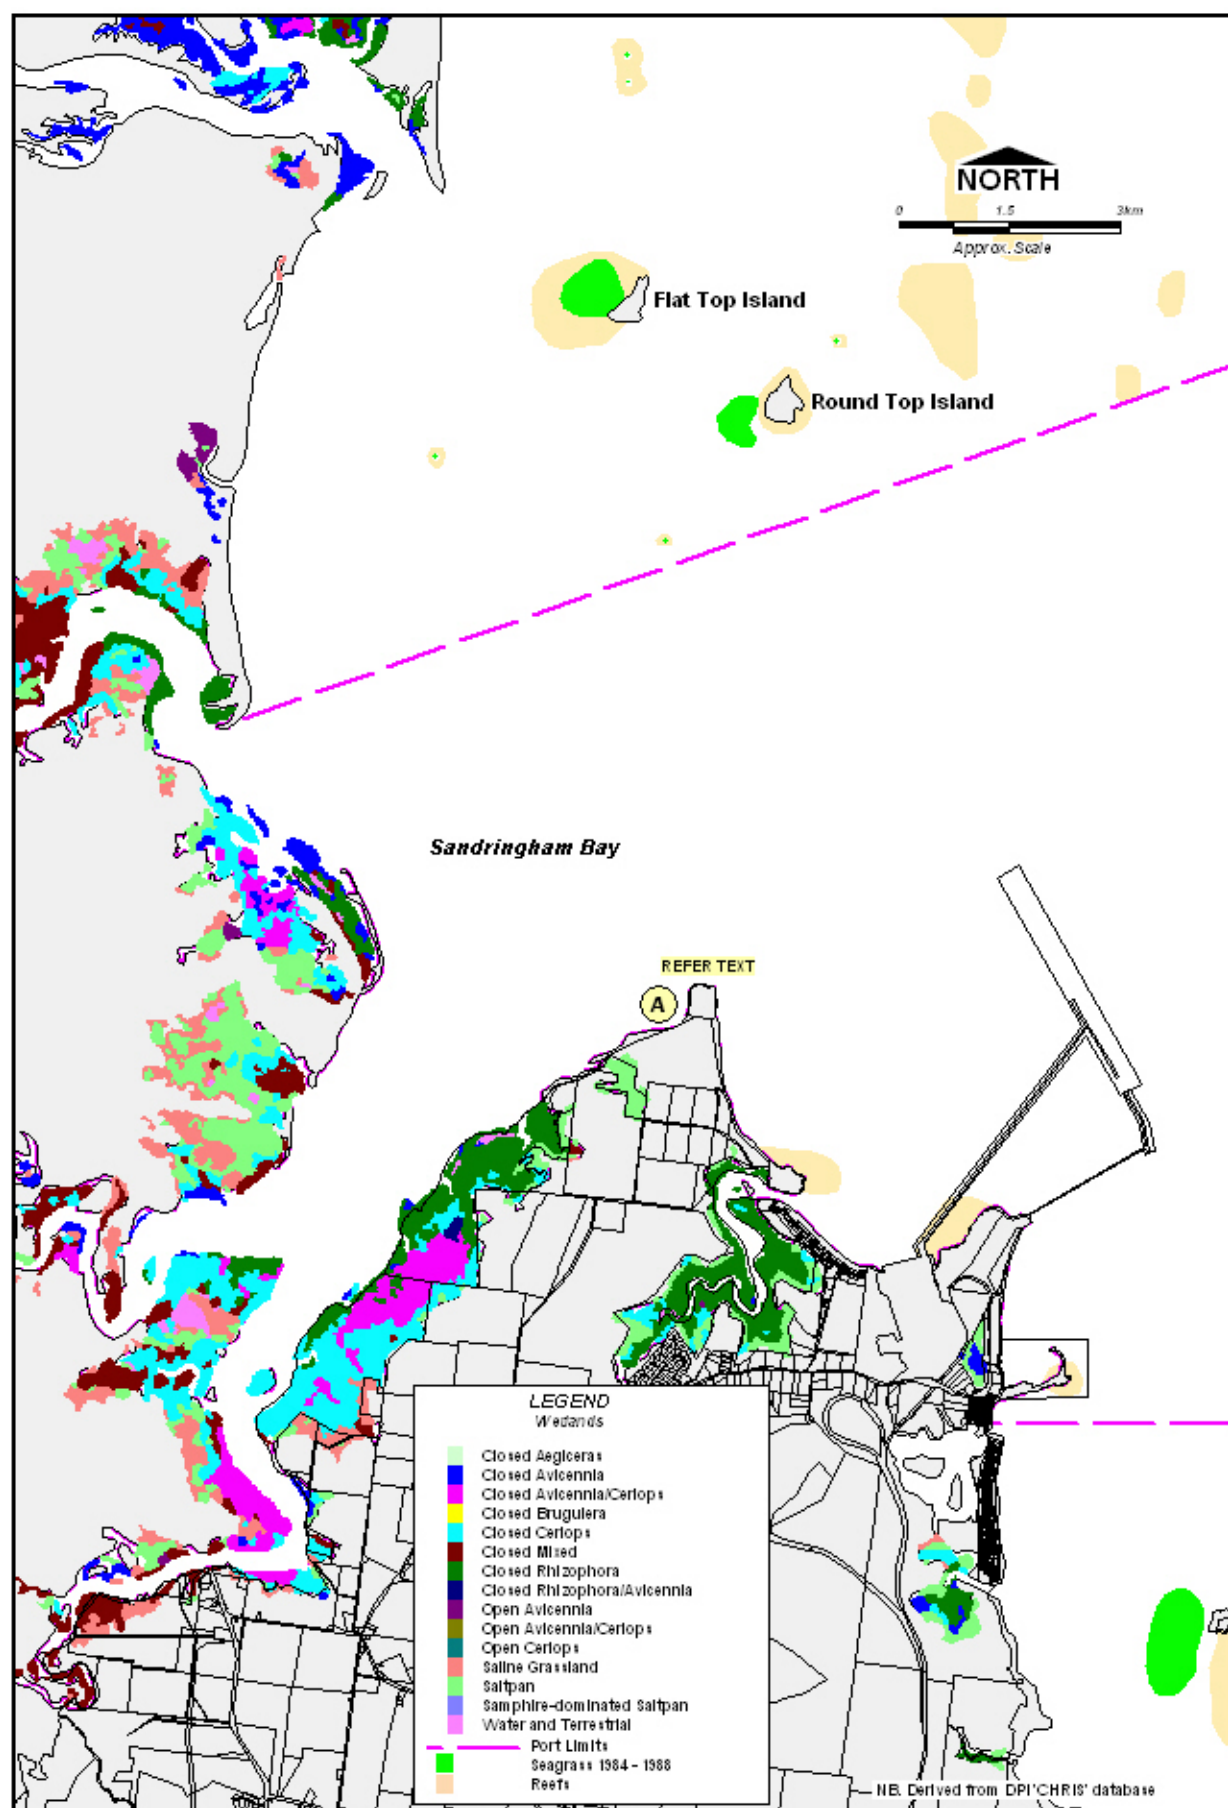 NORTH
0 1.5 3km
Approx. Scale
Flat Top Island
Round Top Island
Sandringham Bay
REFER TEXT
A
LEGEND
Wetlands
Closed Aegiceras
Closed Avicennia
Closed Avicennia/Ceriops
Closed Bruguiera
Closed Ceriops
Closed Mixed
Closed Rhizophora
Closed Rhizophora/Avicennia
Open Avicennia
Open Avicennia/Ceriops
Open Ceriops
Saline Grassland
Saltpan
Samphire-dominated Saltpan
Water and Terrestrial
Port Limits
Seagrass 1984 - 1988
Reefs
NB. Derived from DPI 'CHRIS' database